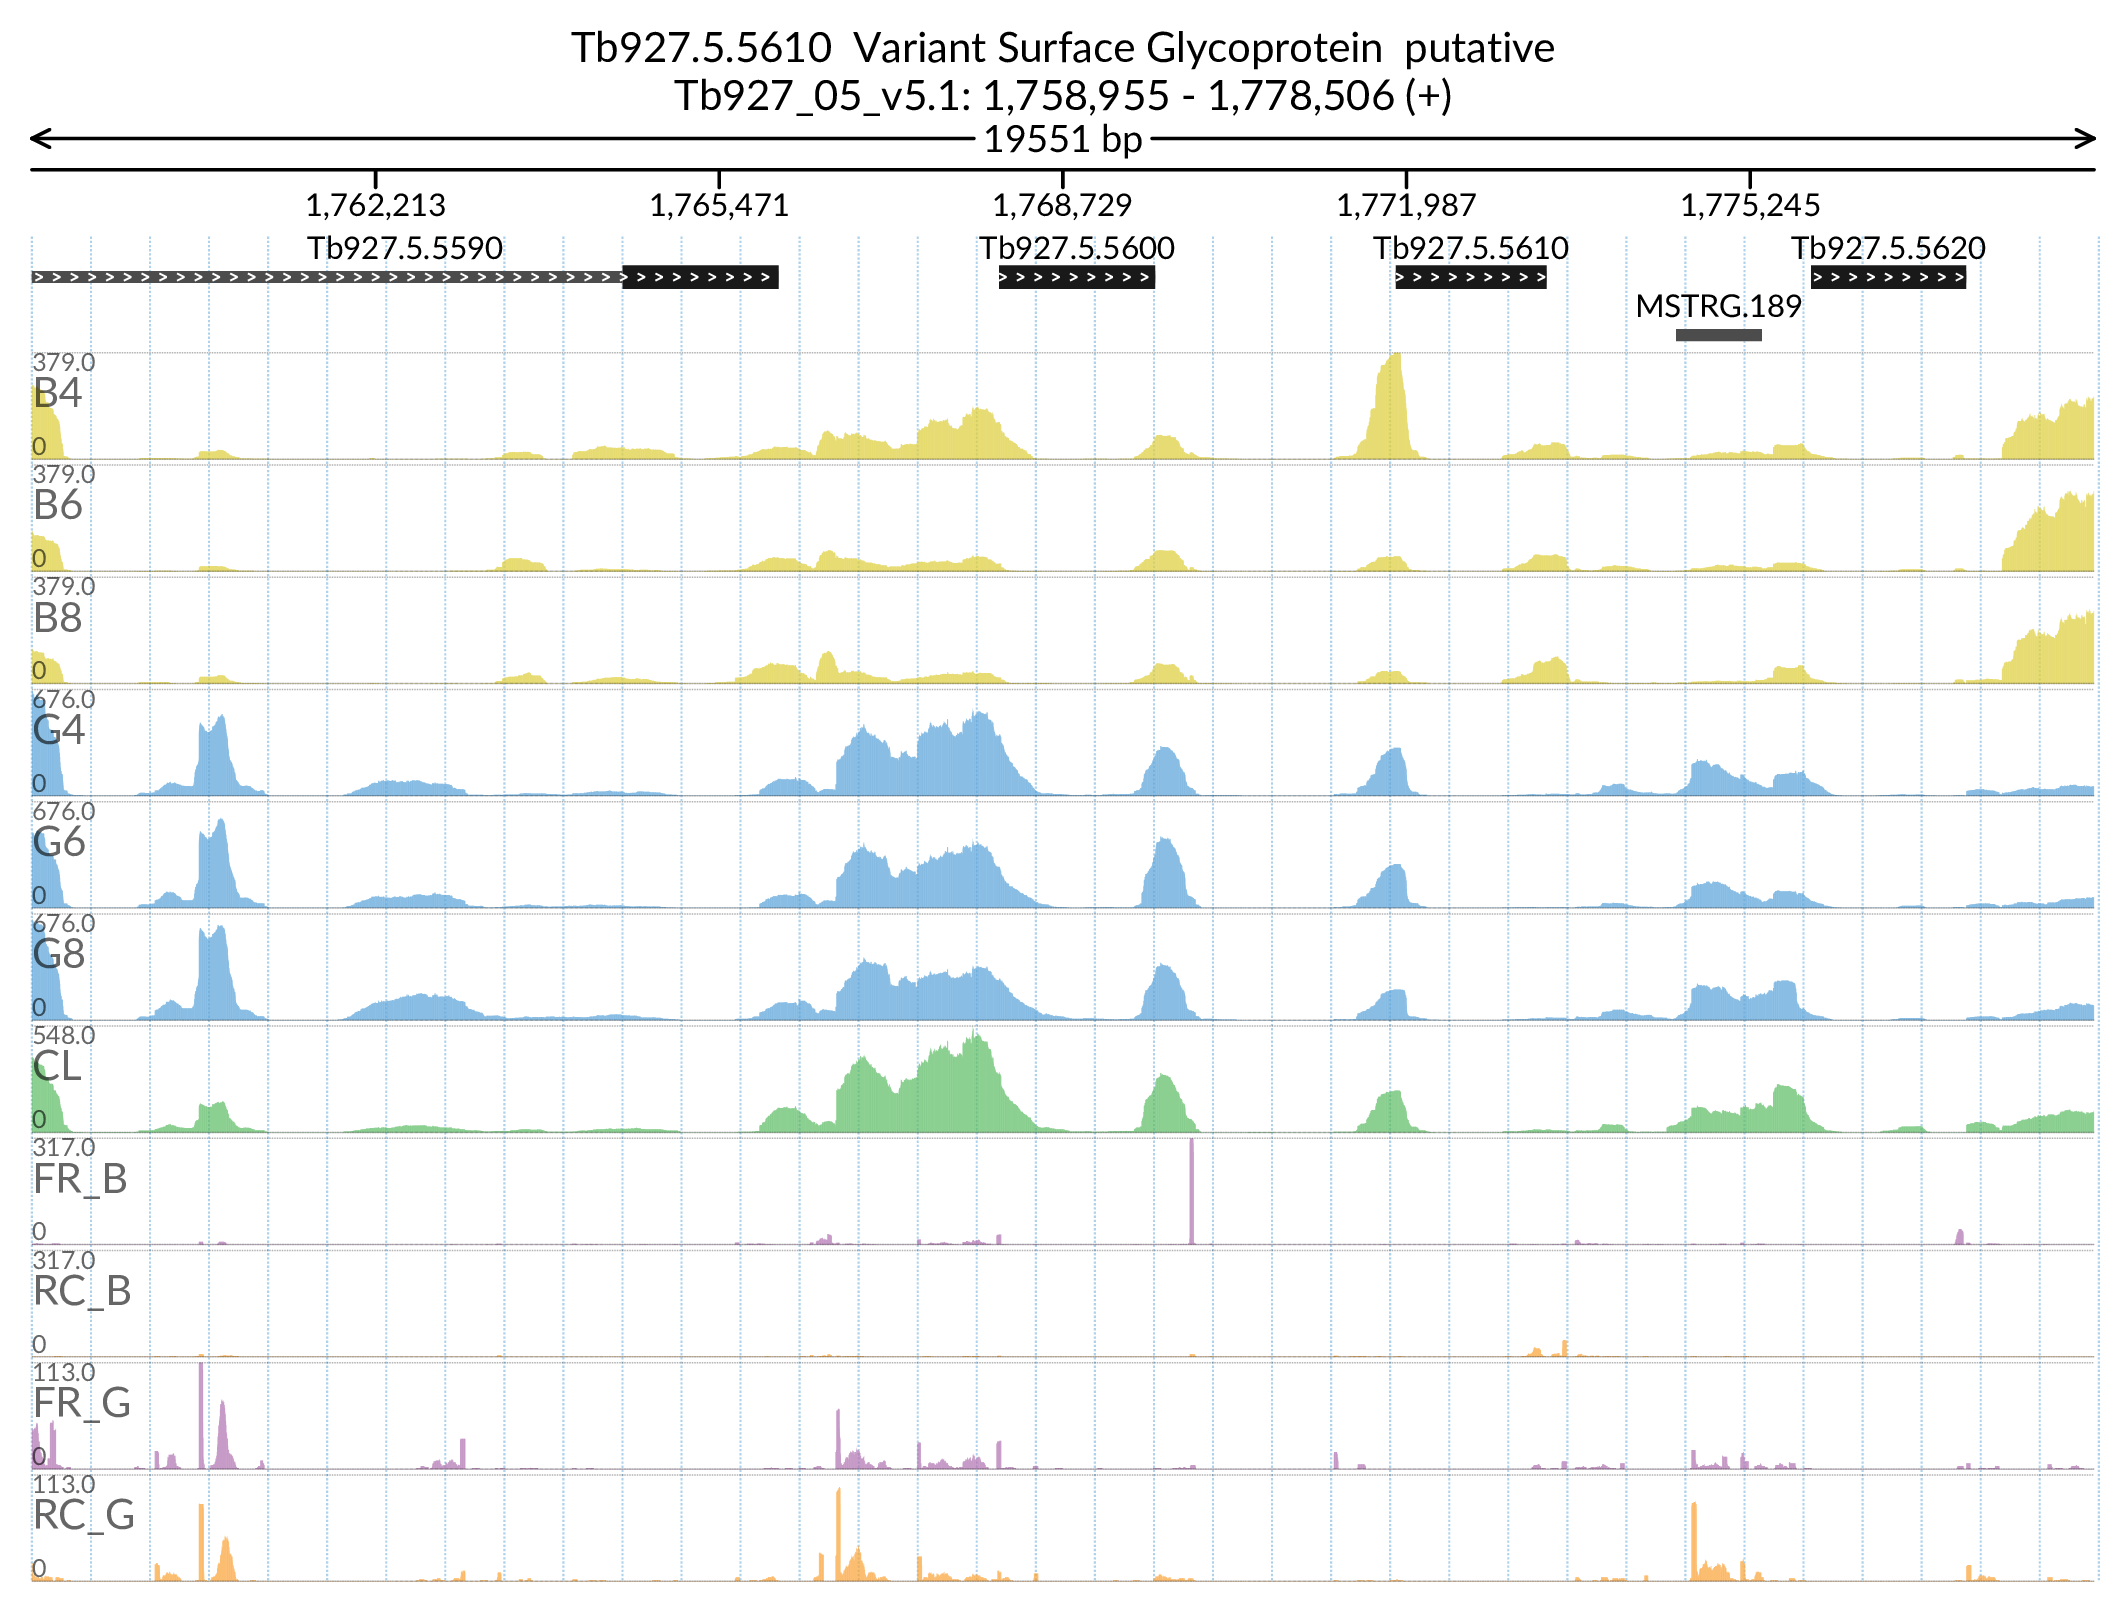 Tb927.5.5610 Variant Surface Glycoprotein putative
Tb927_05_v5.1: 1,758,955 - 1,778,506 (+)
19551 bp
1,762,213 1,765,471 1,768,729 1,771,987 1,775,245
Tb927.5.5590 Tb927.5.5600 Tb927.5.5610 Tb927.5.5620
MSTRG.189
379.0
B4
0
379.0
B6
0
379.0
B8
0
676.0
G4
0
676.0
G6
0
676.0
G8
0
548.0
CL
0
317.0
FR_B
0
317.0
RC_B
0
113.0
FR_G
0
113.0
RC_G
0